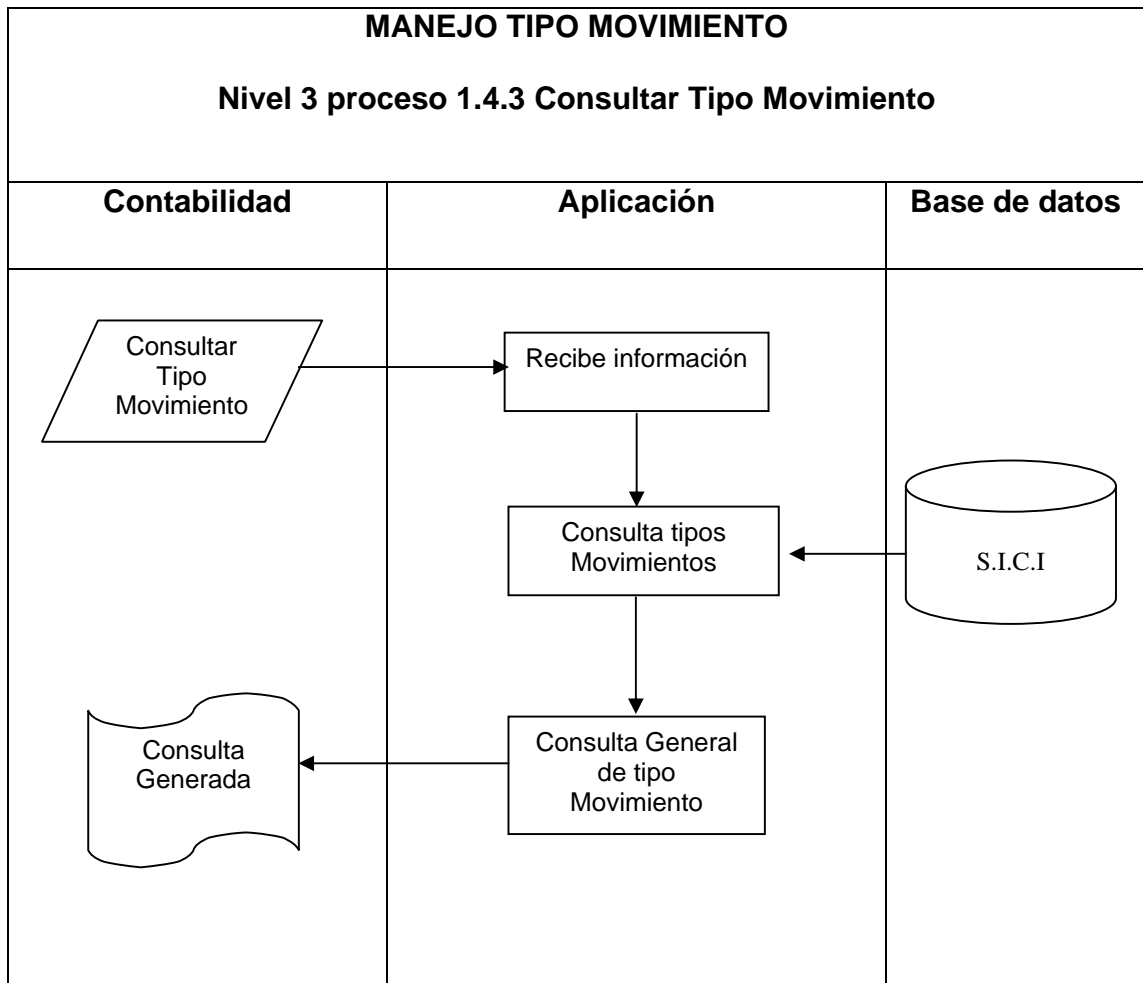 MANEJO TIPO MOVIMIENTO
Nivel 3 proceso 1.4.3 Consultar Tipo Movimiento
Contabilidad
Aplicación
Base de datos
Consultar
Tipo
Movimiento
Recibe información
Consulta tipos
Movimientos
S.I.C.I
Consulta General
de tipo
Movimiento
Consulta
Generada